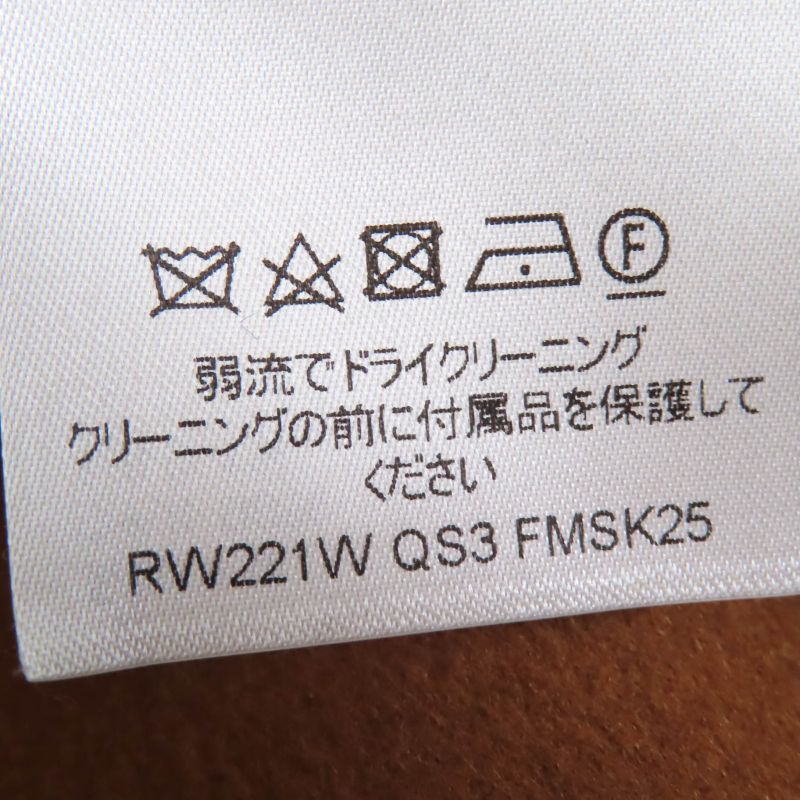 F
弱流でドライクリーニング
クリーニングの前に付属品を保護して
ください
RW221W QS3 FMSK25